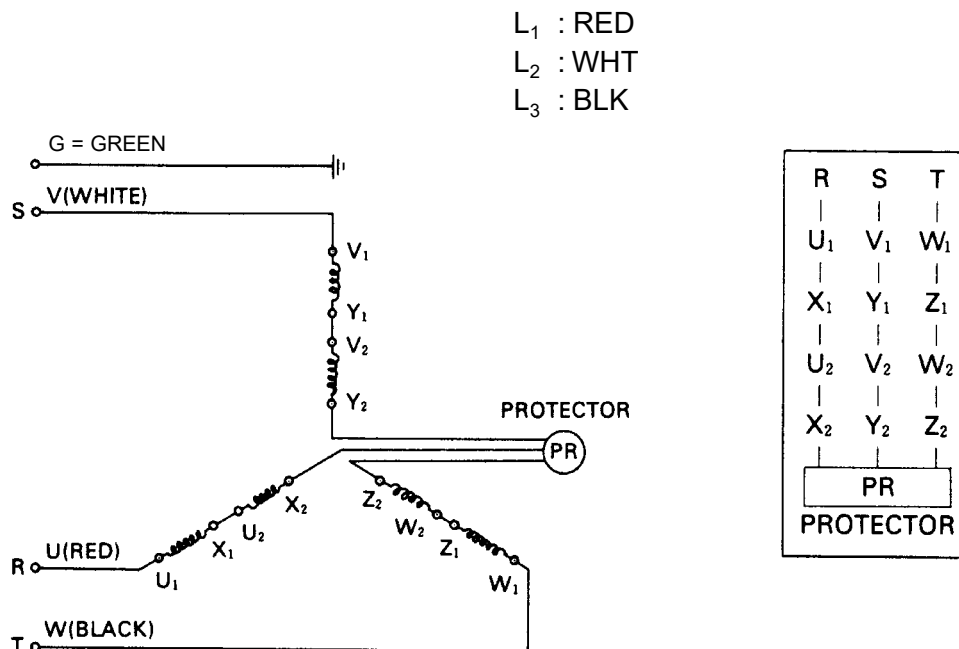 L₁ : RED
L₂ : WHT
L₃ : BLK
G = GREEN
S V(WHITE)
V₁
Y₁
V₂
Y₂
PROTECTOR
PR
X₂
U₂
X₁
U₁
R U(RED)
Z₂
W₂
Z₁
W₁
T W(BLACK)
R S T
U₁ V₁ W₁
X₁ Y₁ Z₁
U₂ V₂ W₂
X₂ Y₂ Z₂
PR
PROTECTOR